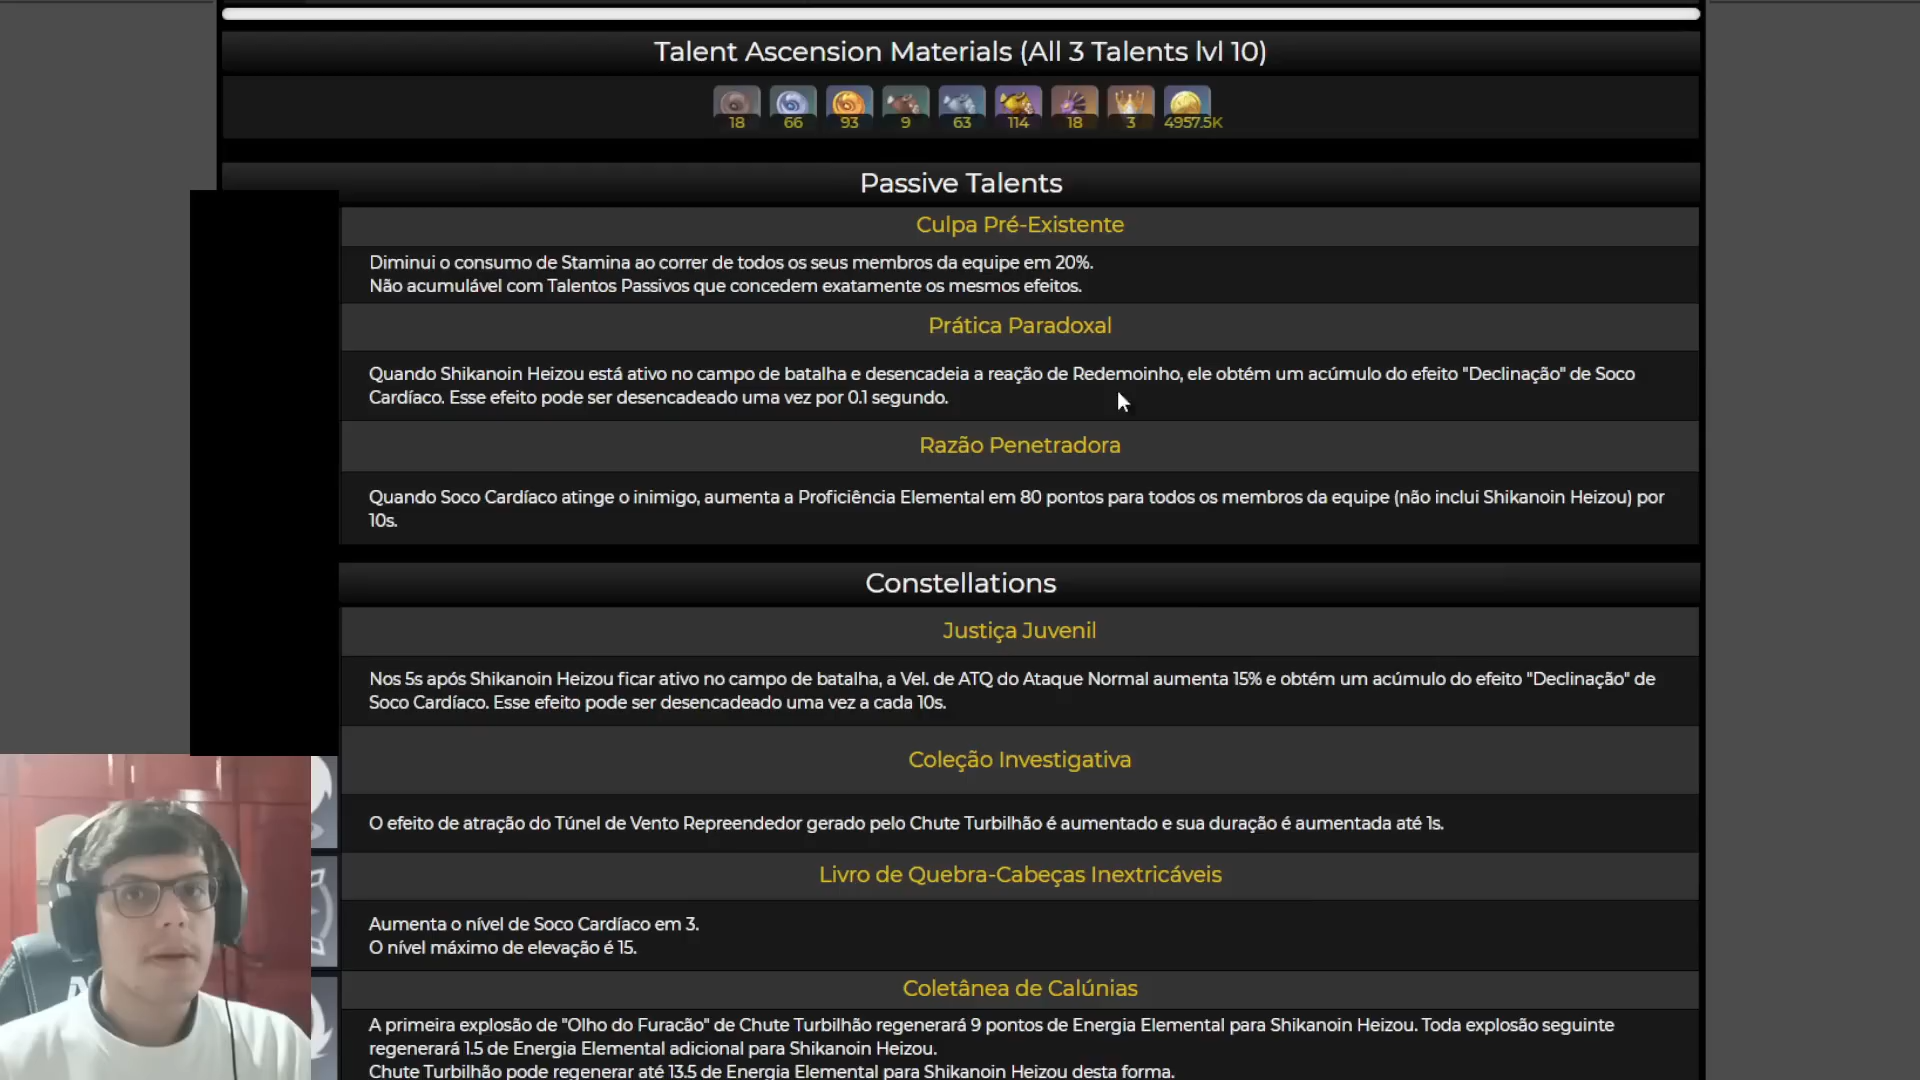 Talent Ascension Materials (All 3 Talents lvl 10)
18 66 93 9 63 114 18 3 4957.5K
Passive Talents
Culpa Pré-Existente
Diminui o consumo de Stamina ao correr de todos os seus membros da equipe em 20%.
Não acumulável com Talentos Passivos que concedem exatamente os mesmos efeitos.
Prática Paradoxal
Quando Shikanoin Heizou está ativo no campo de batalha e desencadeia a reação de Redemoinho, ele obtém um acúmulo do efeito "Declinação" de Soco
Cardíaco. Esse efeito pode ser desencadeado uma vez por 0.1 segundo.
Razão Penetradora
Quando Soco Cardíaco atinge o inimigo, aumenta a Proficiência Elemental em 80 pontos para todos os membros da equipe (não inclui Shikanoin Heizou) por
10s.
Constellations
Justiça Juvenil
Nos 5s após Shikanoin Heizou ficar ativo no campo de batalha, a Vel. de ATQ do Ataque Normal aumenta 15% e obtém um acúmulo do efeito "Declinação" de
Soco Cardíaco. Esse efeito pode ser desencadeado uma vez a cada 10s.
Coleção Investigativa
O efeito de atração do Túnel de Vento Repreendedor gerado pelo Chute Turbilhão é aumentado e sua duração é aumentada até 1s.
Livro de Quebra-Cabeças Inextricáveis
Aumenta o nível de Soco Cardíaco em 3.
O nível máximo de elevação é 15.
Coletânea de Calúnias
A primeira explosão de "Olho do Furacão" de Chute Turbilhão regenerará 9 pontos de Energia Elemental para Shikanoin Heizou. Toda explosão seguinte
regenerará 1.5 de Energia Elemental adicional para Shikanoin Heizou.
Chute Turbilhão pode regenerar até 13.5 de Energia Elemental para Shikanoin Heizou desta forma.